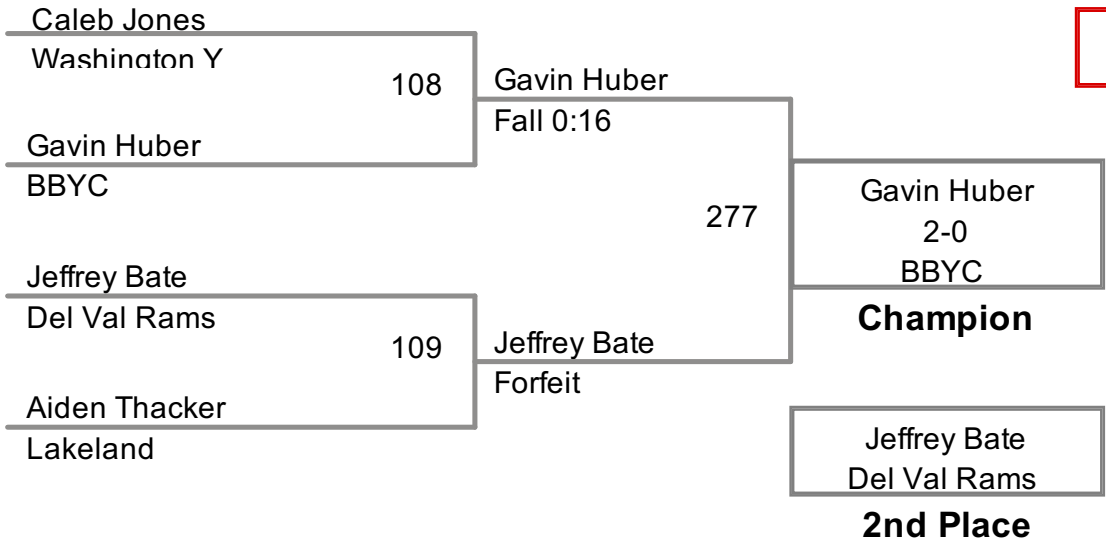 Caleb Jones
Washington Y
108
Gavin Huber
Fall 0:16
Gavin Huber
BBYC
277
Gavin Huber
2-0
BBYC
Champion
Jeffrey Bate
Del Val Rams
109
Jeffrey Bate
Forfeit
Aiden Thacker
Lakeland
Jeffrey Bate
Del Val Rams
2nd Place